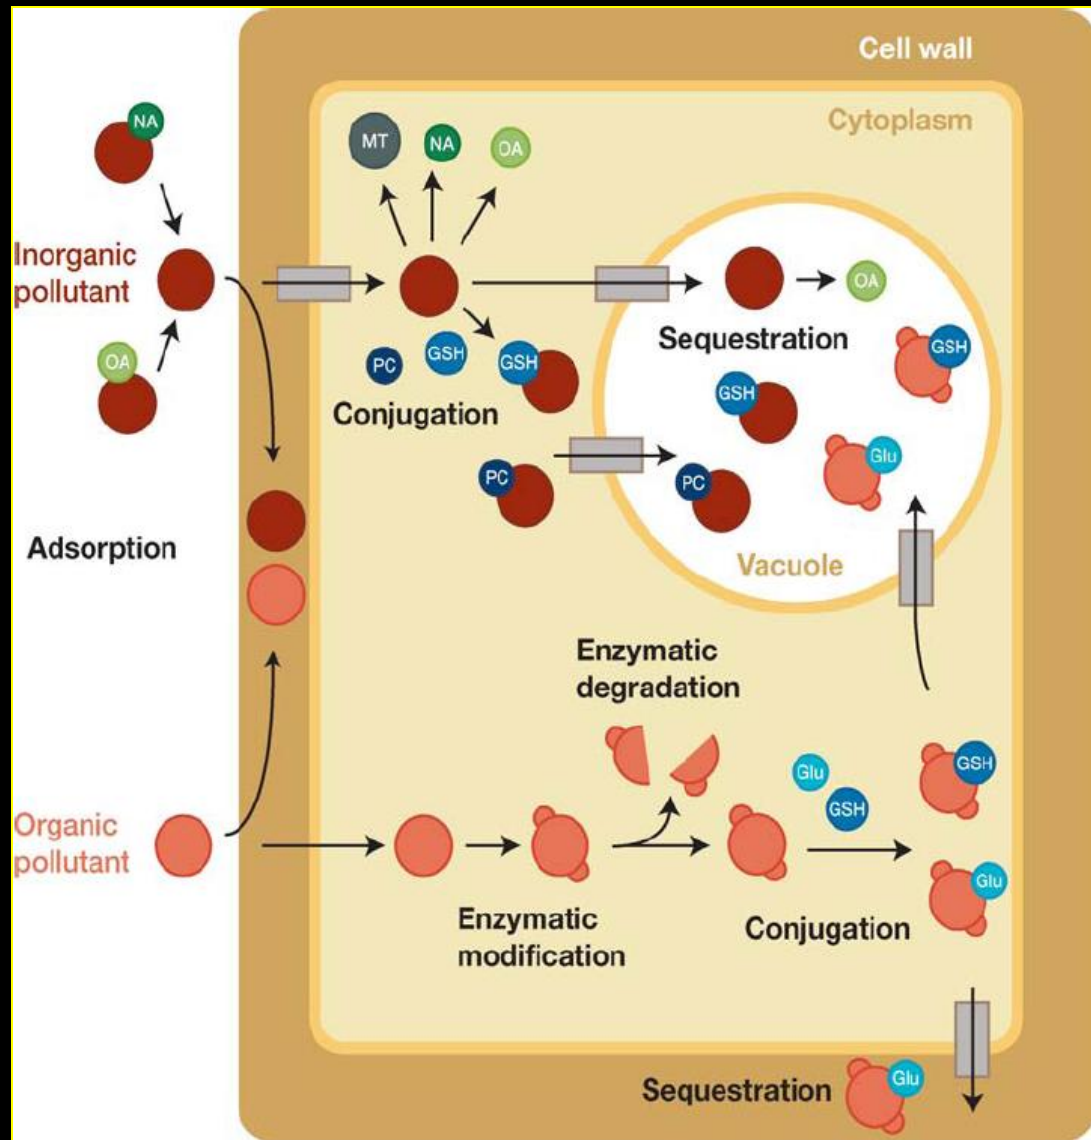 Cell wall
Cytoplasm
NA
MT
NA
OA
Inorganic
pollutant
OA
Sequestration
OA
GSH
PC
GSH
GSH
Conjugation
GSH
Glu
PC
PC
Adsorption
Vacuole
Enzymatic
degradation
Glu
GSH
GSH
Organic
pollutant
Glu
Enzymatic
modification
Conjugation
Sequestration
Glu